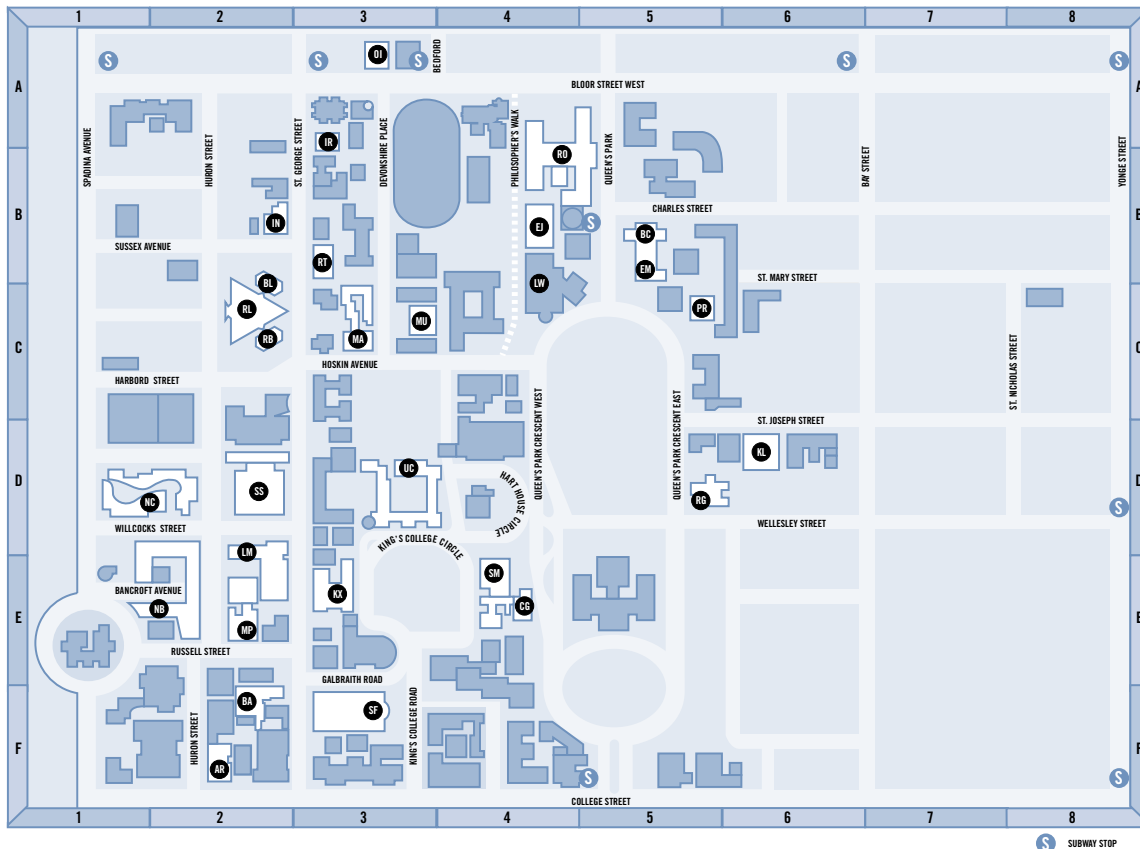 1 2 3 4 5 6 7 8
S S OI S BEDFORD S S
A A
BLOOR STREET WEST
SPADINA AVENUE
HURON STREET
ST. GEORGE STREET
DEVONSHIRE PLACE
PHILOSOPHER'S WALK
QUEEN'S PARK
BAY STREET
YONGE STREET
IR RO
B B
CHARLES STREET
IN EJ S BC
SUSSEX AVENUE
RT EM
ST. MARY STREET
BL LW
RL MU PR
RB MA
C C
HOSKIN AVENUE
ST. NICHOLAS STREET
HARBORD STREET
QUEEN'S PARK CRESCENT WEST
QUEEN'S PARK CRESCENT EAST
ST. JOSEPH STREET
KL
UC
D D
SS
NC RG S
HART HOUSE CIRCLE
WILLCOCKS STREET
WELLESLEY STREET
KING'S COLLEGE CIRCLE
LM
SM
BANCROFT AVENUE
KX
NB CG
E E
MP
RUSSELL STREET
GALBRAITH ROAD
BA
SF
HURON STREET
KING'S COLLEGE ROAD
F F
AR S S
COLLEGE STREET
1 2 3 4 5 6 7 8
S SUBWAY STOP